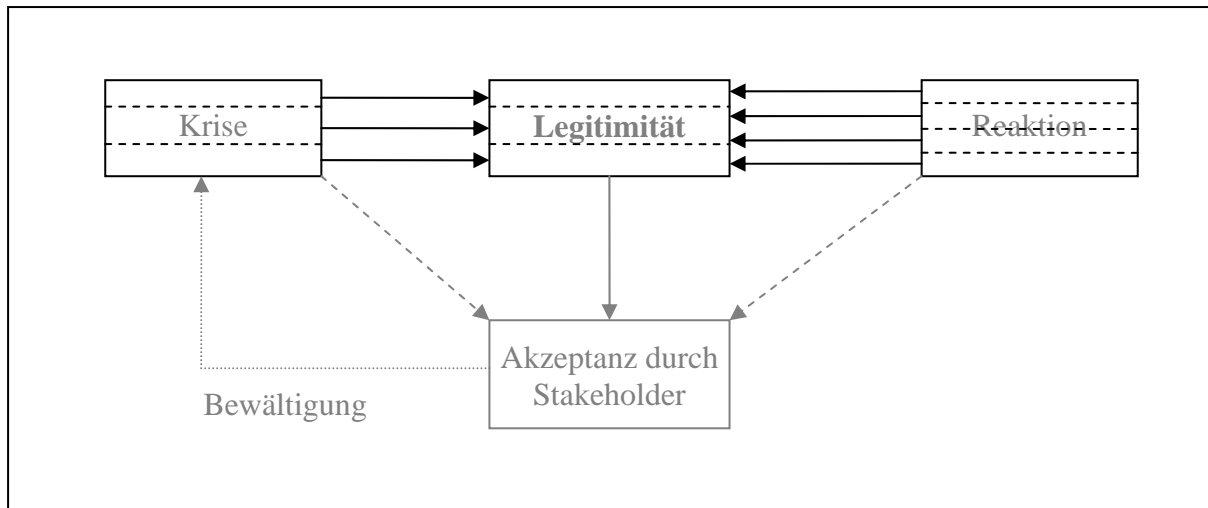 Krise
Legitimität
Reaktion
Akzeptanz durch
Stakeholder
Bewältigung